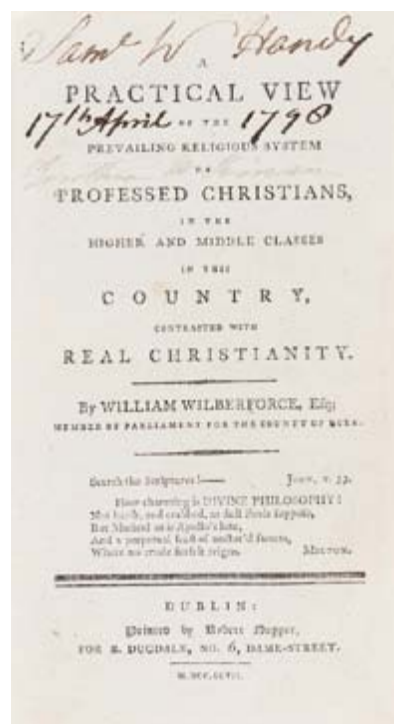 Saml W Handy
A
PRACTICAL VIEW
17th April 1798
OF THE
PREVAILING RELIGIOUS SYSTEM
OF
PROFESSED CHRISTIANS,
IN THE
HIGHER AND MIDDLE CLASSES
IN THIS
COUNTRY,
CONTRASTED WITH
REAL CHRISTIANITY.
By WILLIAM WILBERFORCE, Esq;
MEMBER OF PARLIAMENT FOR THE COUNTY OF YORK.
Search the Scriptures!—— JOHN, v. 39.
How charming is DIVINE PHILOSOPHY!
Not harsh, and crabbed, as dull fools suppose,
But Musical as is Apollo's lute,
And a perpetual feast of nectar'd sweets,
Where no crude surfeit reigns. MILTON.
DUBLIN:
Printed by Robert Napper,
FOR B. DUGDALE, NO. 6, DAME-STREET.
M.DCC.XCVII.